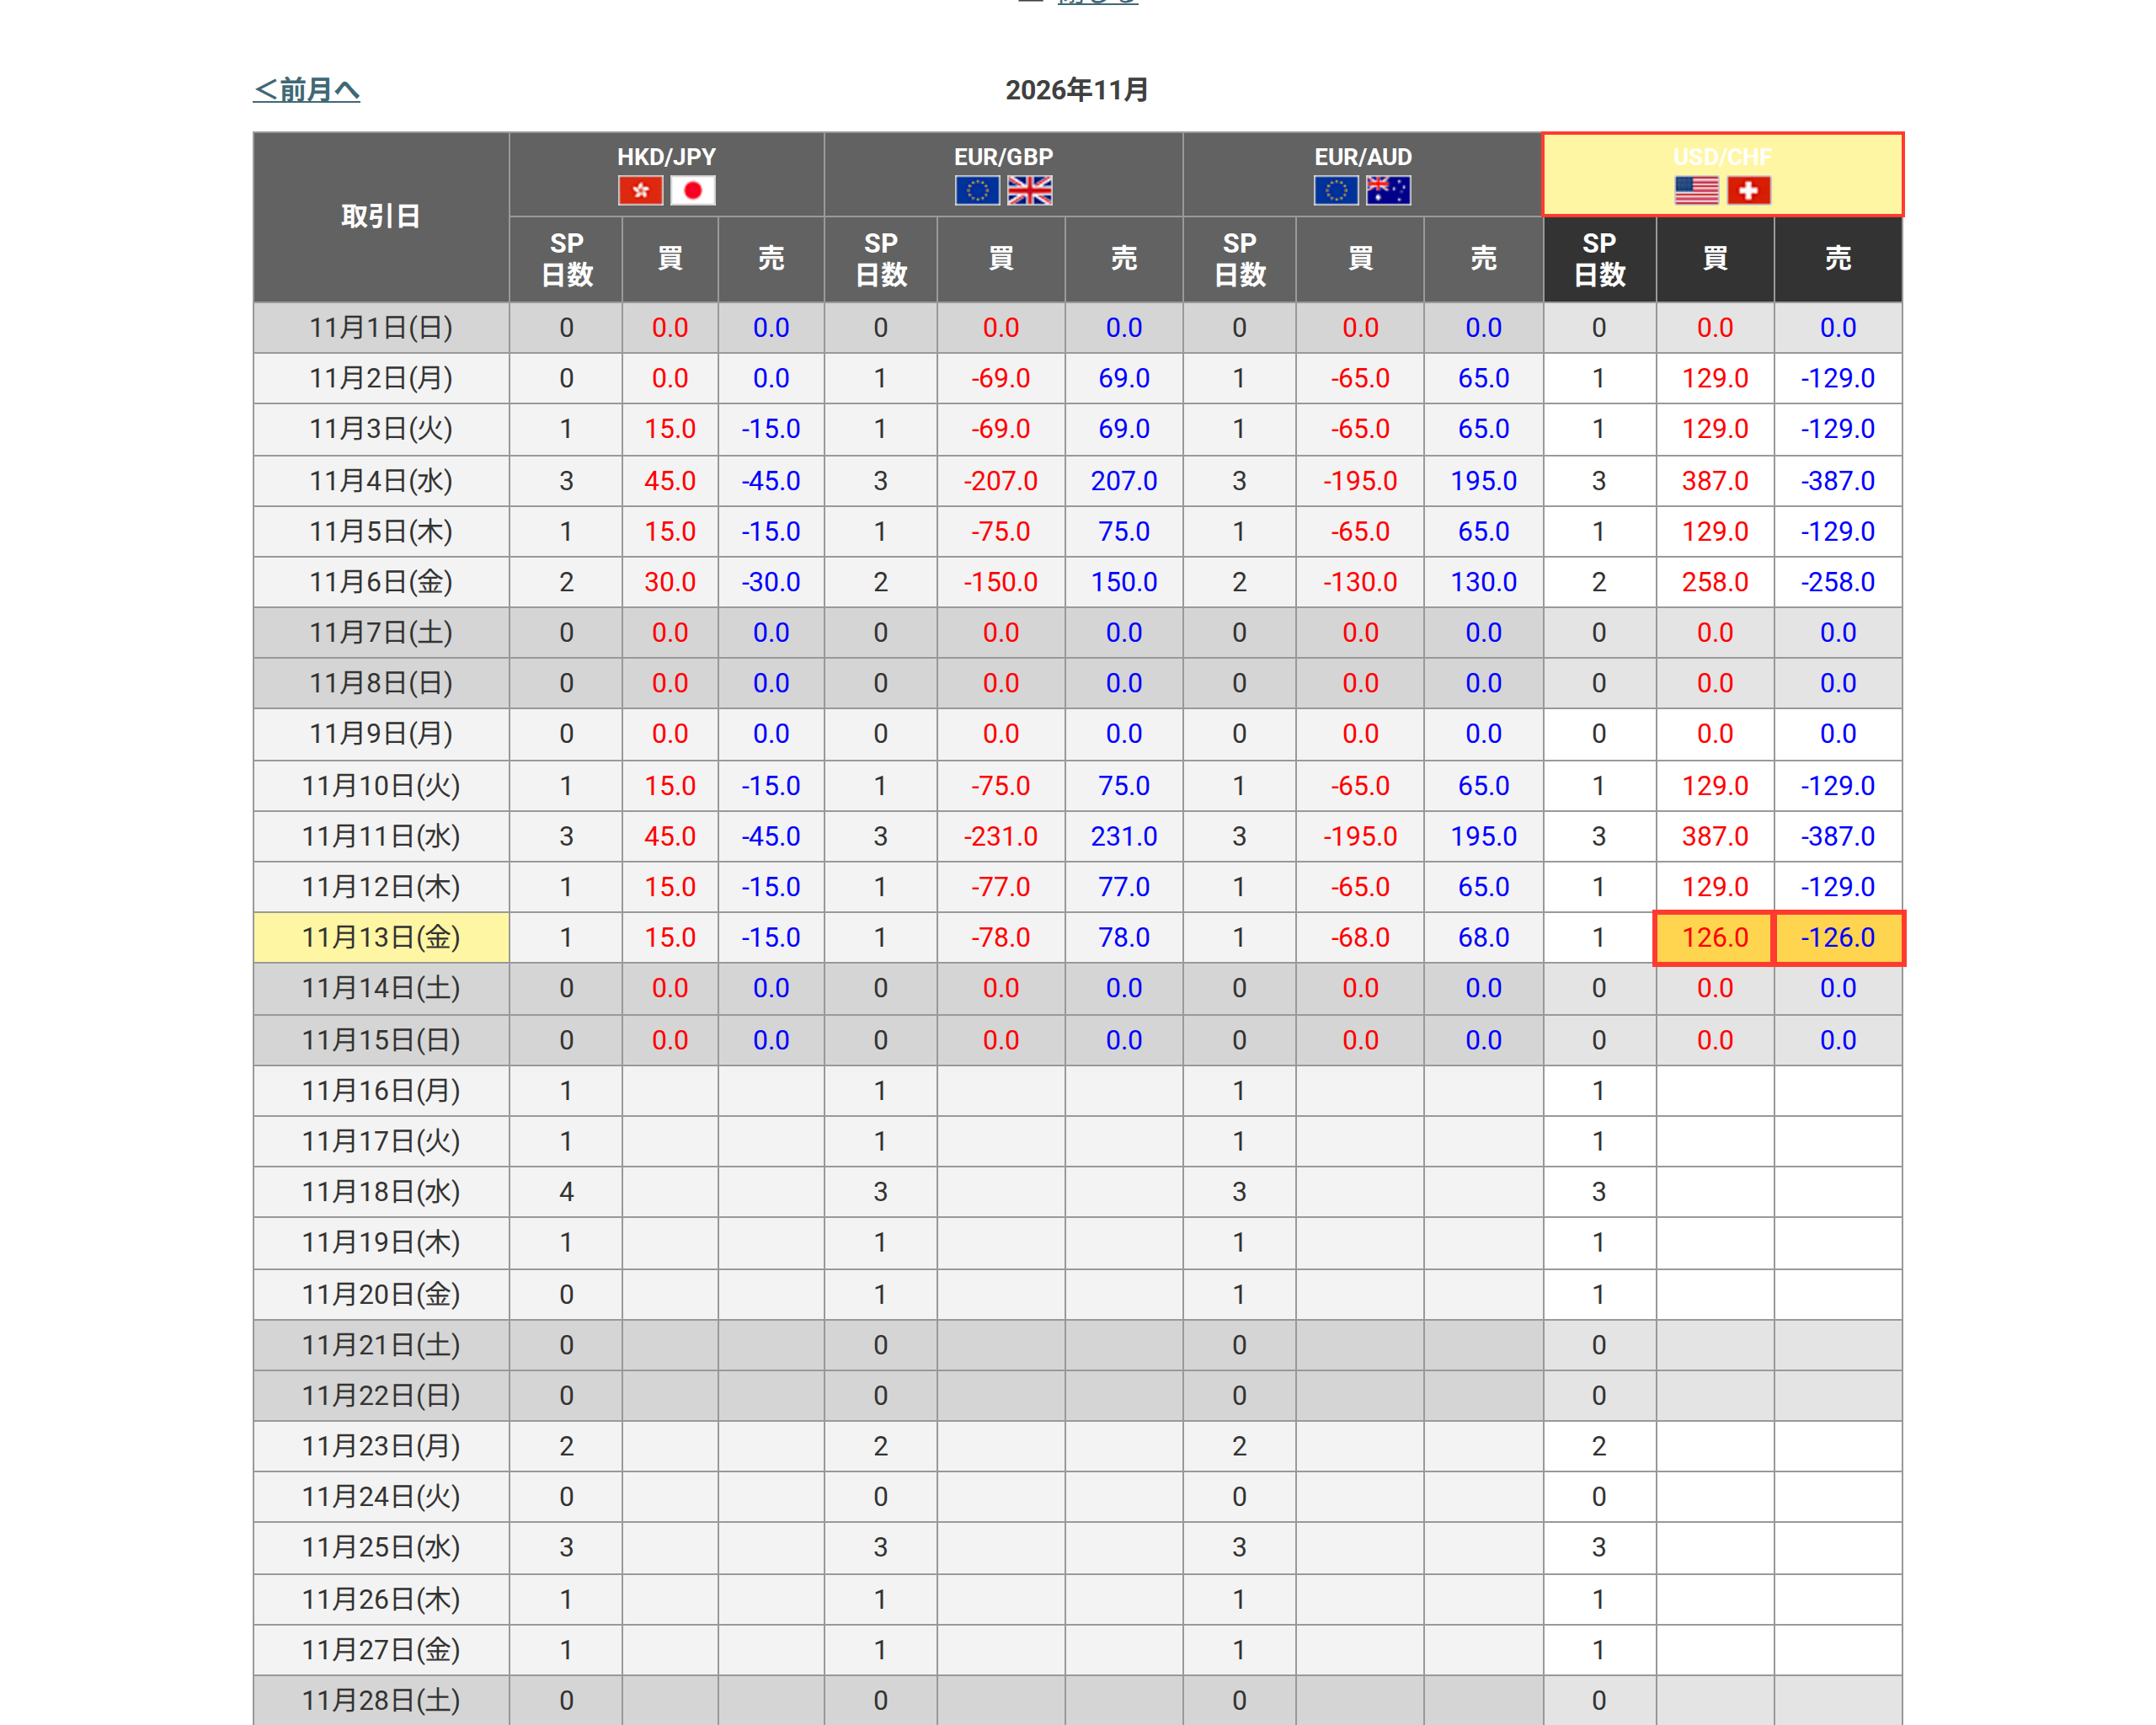 ＜前月へ
2026年11月
取引日 HKD/JPY EUR/GBP EUR/AUD USD/CHF
SP日数 買 売 SP日数 買 売 SP日数 買 売 SP日数 買 売
11月1日(日) 0 0.0 0.0 0 0.0 0.0 0 0.0 0.0 0 0.0 0.0
11月2日(月) 0 0.0 0.0 1 -69.0 69.0 1 -65.0 65.0 1 129.0 -129.0
11月3日(火) 1 15.0 -15.0 1 -69.0 69.0 1 -65.0 65.0 1 129.0 -129.0
11月4日(水) 3 45.0 -45.0 3 -207.0 207.0 3 -195.0 195.0 3 387.0 -387.0
11月5日(木) 1 15.0 -15.0 1 -75.0 75.0 1 -65.0 65.0 1 129.0 -129.0
11月6日(金) 2 30.0 -30.0 2 -150.0 150.0 2 -130.0 130.0 2 258.0 -258.0
11月7日(土) 0 0.0 0.0 0 0.0 0.0 0 0.0 0.0 0 0.0 0.0
11月8日(日) 0 0.0 0.0 0 0.0 0.0 0 0.0 0.0 0 0.0 0.0
11月9日(月) 0 0.0 0.0 0 0.0 0.0 0 0.0 0.0 0 0.0 0.0
11月10日(火) 1 15.0 -15.0 1 -75.0 75.0 1 -65.0 65.0 1 129.0 -129.0
11月11日(水) 3 45.0 -45.0 3 -231.0 231.0 3 -195.0 195.0 3 387.0 -387.0
11月12日(木) 1 15.0 -15.0 1 -77.0 77.0 1 -65.0 65.0 1 129.0 -129.0
11月13日(金) 1 15.0 -15.0 1 -78.0 78.0 1 -68.0 68.0 1 126.0 -126.0
11月14日(土) 0 0.0 0.0 0 0.0 0.0 0 0.0 0.0 0 0.0 0.0
11月15日(日) 0 0.0 0.0 0 0.0 0.0 0 0.0 0.0 0 0.0 0.0
11月16日(月) 1 1 1 1
11月17日(火) 1 1 1 1
11月18日(水) 4 3 3 3
11月19日(木) 1 1 1 1
11月20日(金) 0 1 1 1
11月21日(土) 0 0 0 0
11月22日(日) 0 0 0 0
11月23日(月) 2 2 2 2
11月24日(火) 0 0 0 0
11月25日(水) 3 3 3 3
11月26日(木) 1 1 1 1
11月27日(金) 1 1 1 1
11月28日(土) 0 0 0 0